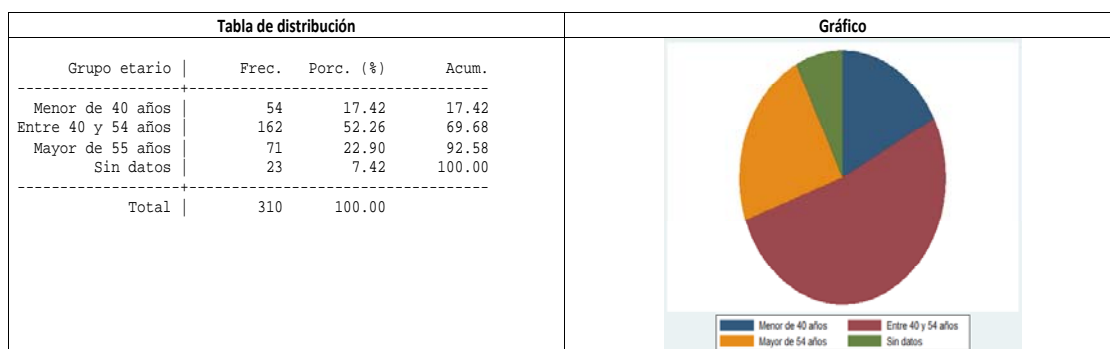 Tabla de distribución
Gráfico
Grupo etario | Frec. Porc. (%) Acum.
--------------------+-----------------------------------
Menor de 40 años | 54 17.42 17.42
Entre 40 y 54 años | 162 52.26 69.68
Mayor de 55 años | 71 22.90 92.58
Sin datos | 23 7.42 100.00
--------------------+-----------------------------------
Total | 310 100.00
Menor de 40 años Entre 40 y 54 años
Mayor de 54 años Sin datos